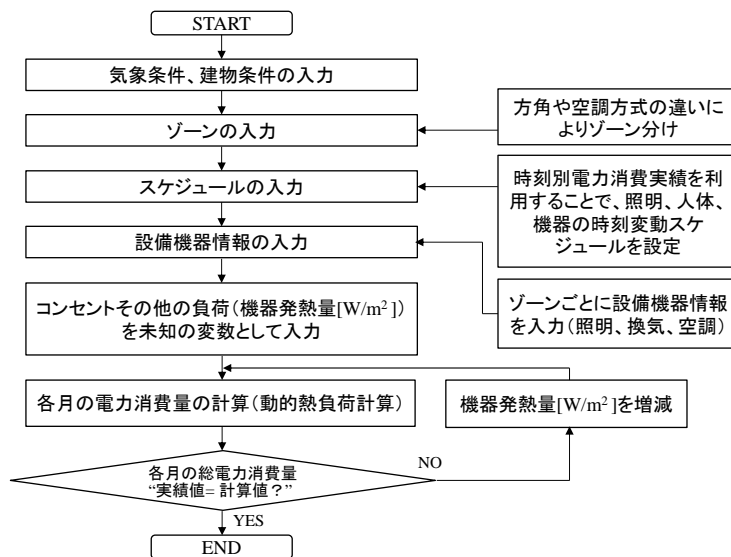 START
気象条件、建物条件の入力
ゾーンの入力
方角や空調方式の違いに
よりゾーン分け
スケジュールの入力
時刻別電力消費実績を利
用することで、照明、人体、
機器の時刻変動スケ
ジュールを設定
設備機器情報の入力
ゾーンごとに設備機器情報
を入力(照明、換気、空調)
コンセントその他の負荷(機器発熱量[W/m²])
を未知の変数として入力
各月の電力消費量の計算(動的熱負荷計算)
機器発熱量[W/m²]を増減
各月の総電力消費量
“実績値= 計算値?”
NO
YES
END